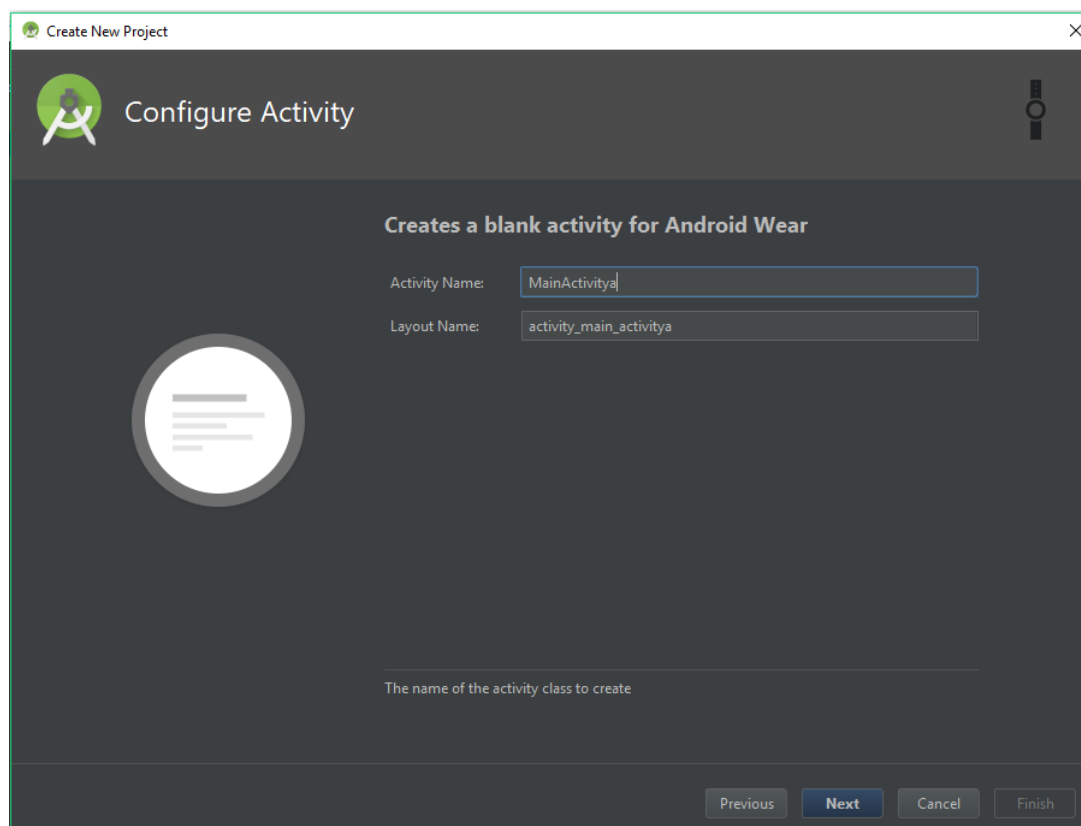 Create New Project
Configure Activity
Creates a blank activity for Android Wear
Activity Name: MainActivitya
Layout Name: activity_main_activitya
The name of the activity class to create
Previous Next Cancel Finish